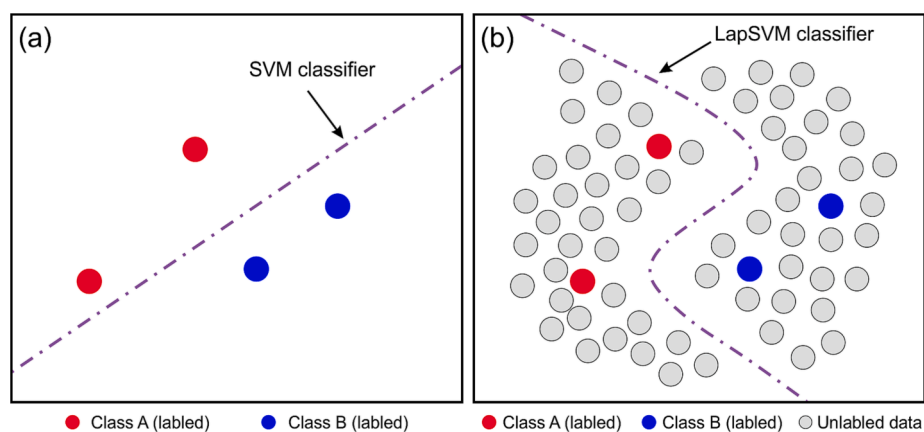 (a)
SVM classifier
(b)
LapSVM classifier
Class A (labled)
Class B (labled)
Class A (labled)
Class B (labled)
Unlabled data